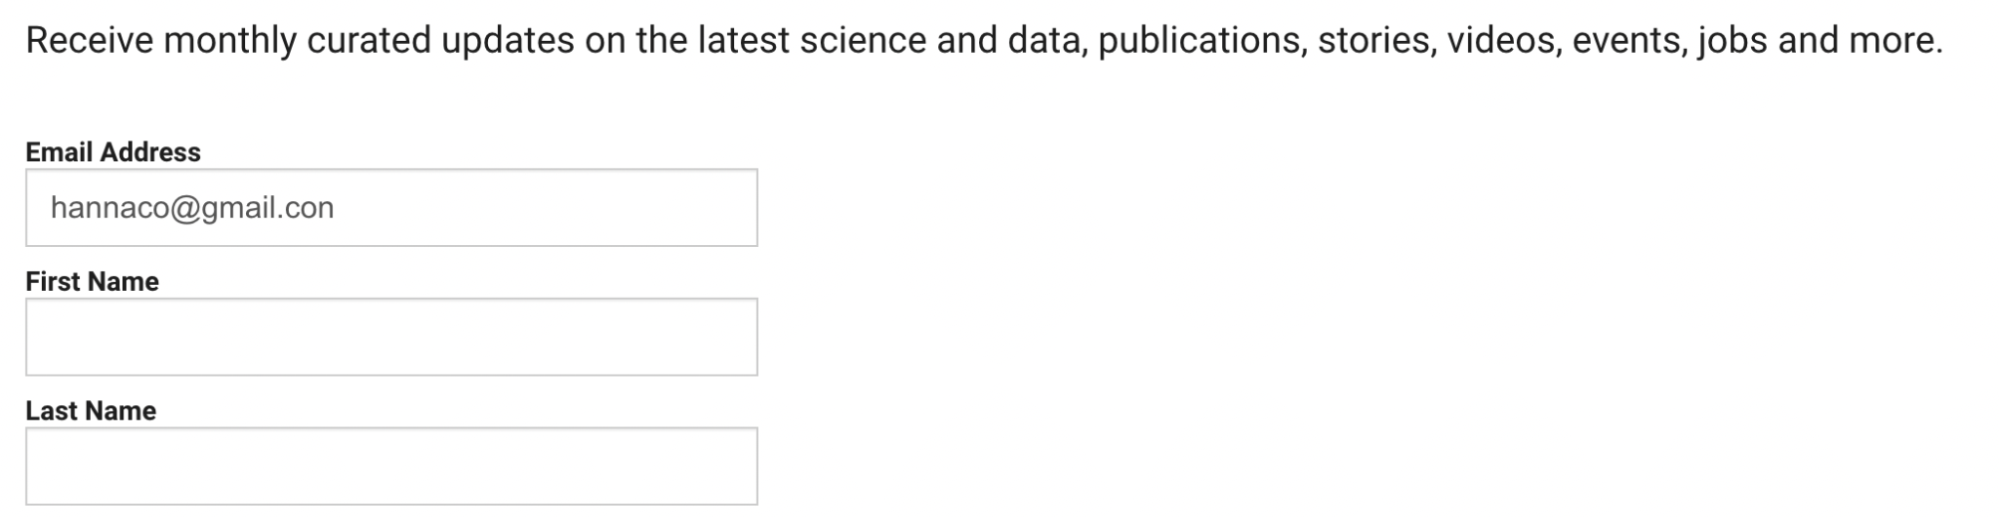 Receive monthly curated updates on the latest science and data, publications, stories, videos, events, jobs and more.
Email Address
hannaco@gmail.con
First Name
Last Name